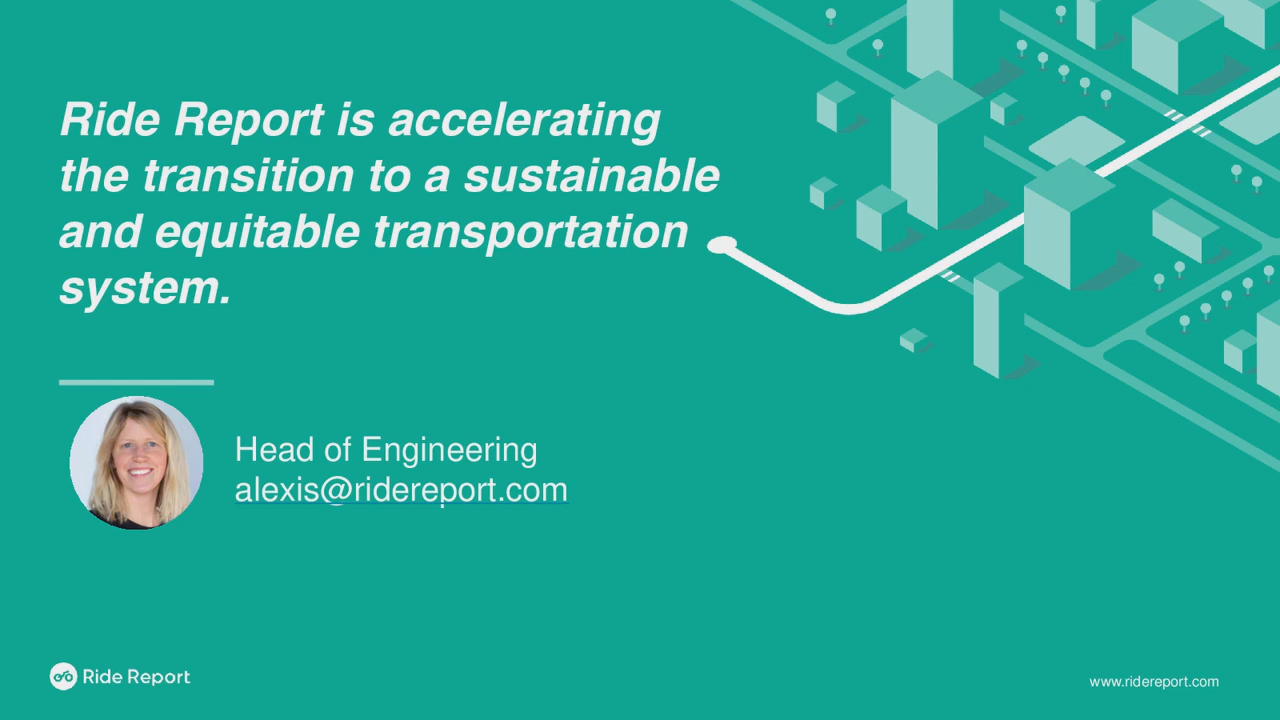 Ride Report is accelerating
the transition to a sustainable
and equitable transportation
system.
Head of Engineering
alexis@ridereport.com
Ride Report
www.ridereport.com